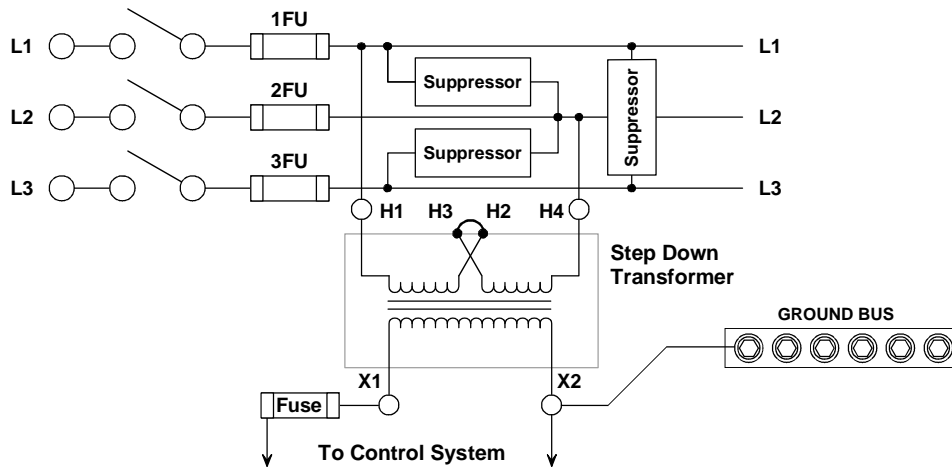 1FU
L1
L1
Suppressor
2FU
L2
L2
Suppressor
Suppressor
3FU
L3
L3
H1 H3 H2 H4
Step Down
Transformer
GROUND BUS
X1
X2
Fuse
To Control System